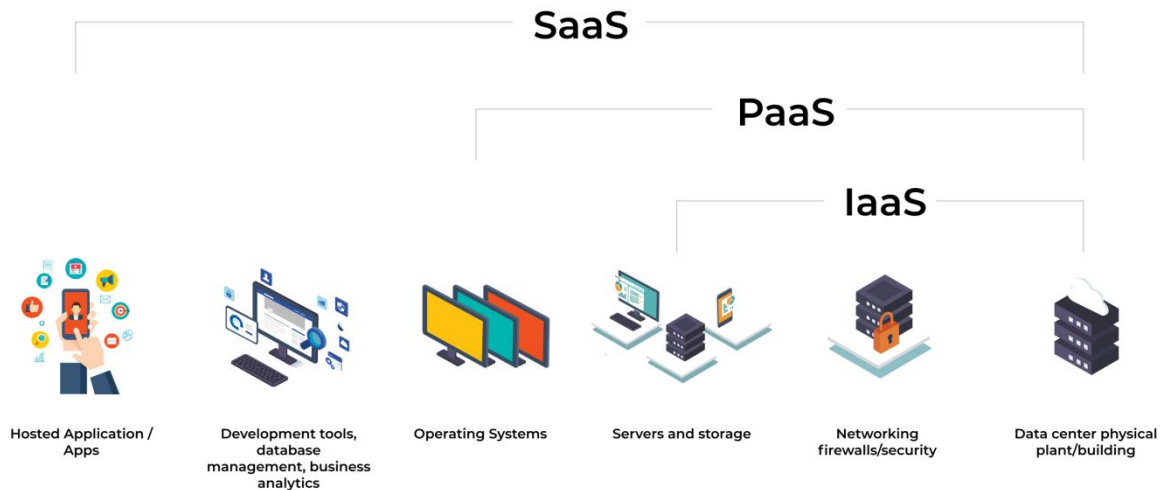 SaaS
PaaS
IaaS
Hosted Application /
Apps
Development tools,
database
management, business
analytics
Operating Systems
Servers and storage
Networking
firewalls/security
Data center physical
plant/building